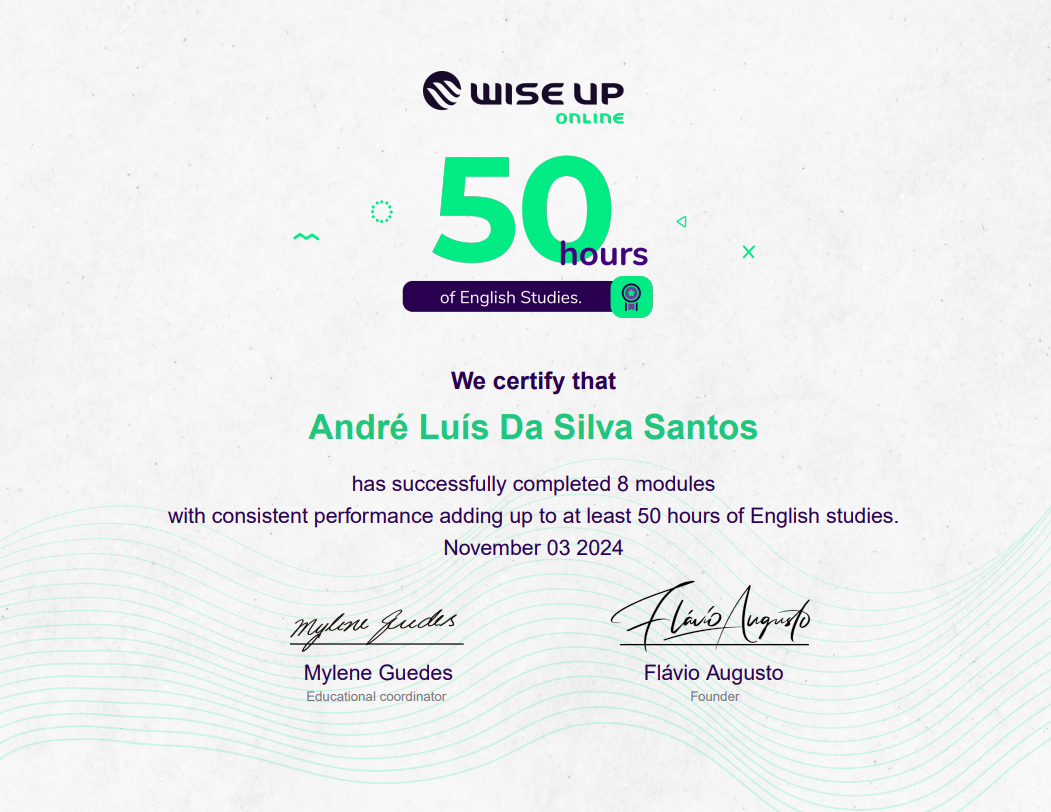 WISE UP
ONLINE
50
hours
of English Studies.
We certify that
André Luís Da Silva Santos
has successfully completed 8 modules
with consistent performance adding up to at least 50 hours of English studies.
November 03 2024
Mylene Guedes Flávio Augusto
Mylene Guedes Flávio Augusto
Educational coordinator Founder